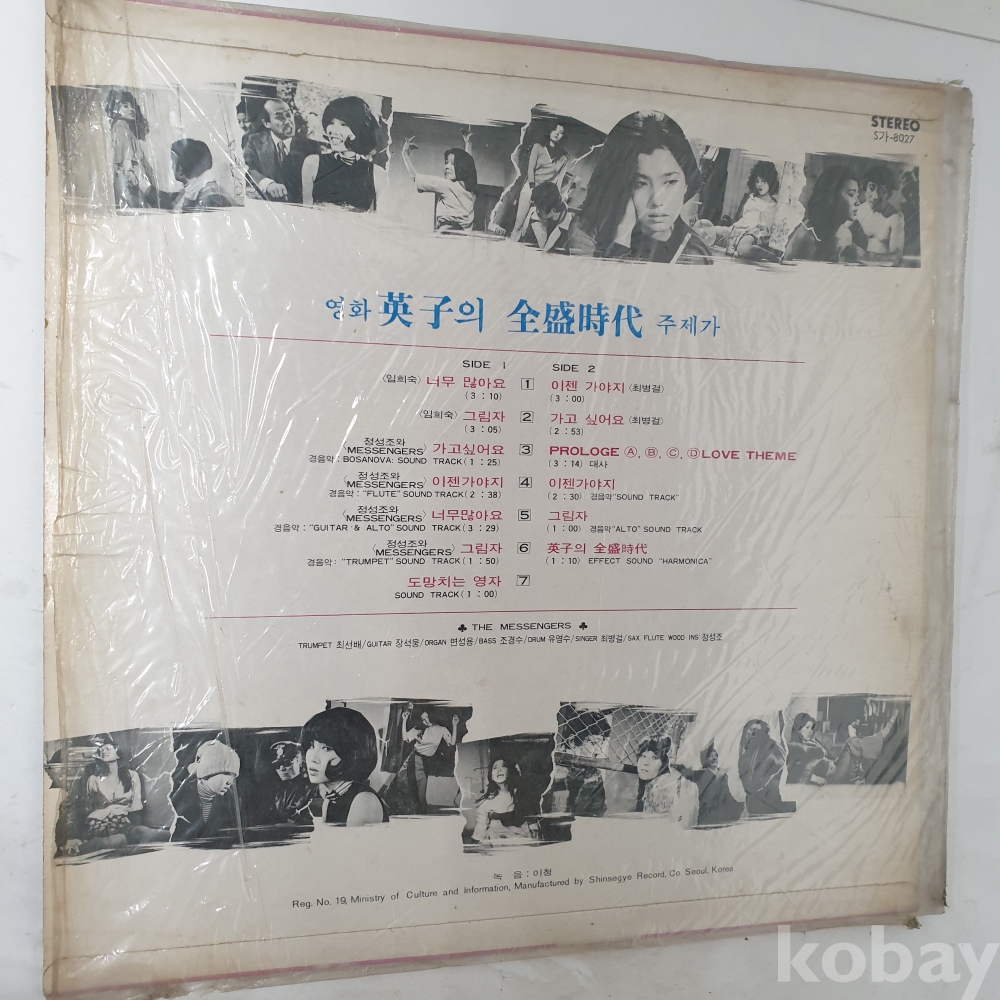 STEREO
S가-8027
영화 英子의 全盛時代 주제가
SIDE 1
SIDE 2
〈임희숙〉 너무 많아요 1 이젠 가야지 〈최병걸〉
(3 : 10) (3 : 00)
〈임희숙〉 그림자 2 가고 싶어요 〈최병걸〉
(3 : 05) (2 : 53)
정성조와
〈MESSENGERS〉 가고싶어요 3 PROLOGE Ⓐ, Ⓑ, Ⓒ, Ⓓ LOVE THEME
경음악 : BOSANOVA: SOUND TRACK (1 : 25) (3 : 14) 대사
정성조와
〈MESSENGERS〉 이젠가야지 4 이젠가야지
경음악 : "FLUTE" SOUND TRACK (2 : 38) (2 : 30) 경음악 "SOUND TRACK"
정성조와
〈MESSENGERS〉 너무많아요 5 그림자
경음악 : "GUITAR & ALTO" SOUND TRACK (3 : 29) (1 : 00) 경음악 "ALTO" SOUND TRACK
정성조와
〈MESSENGERS〉 그림자 6 英子의 全盛時代
경음악 : "TRUMPET" SOUND TRACK (1 : 50) (1 : 10) EFFECT SOUND "HARMONICA"
도망치는 영자 7
SOUND TRACK (1 : 00)
♣ THE MESSENGERS ♣
TRUMPET 최선배/GUITAR 장석웅/ORGAN 변성용/BASS 조경수/DRUM 유영수/SINGER 최병걸/SAX, FLUTE WOOD INS' 정성조
녹 음 : 이청
Reg. No. 19, Ministry of Culture and Information, Manufactured by Shinsegye Record, Co. Seoul, Korea
kobay